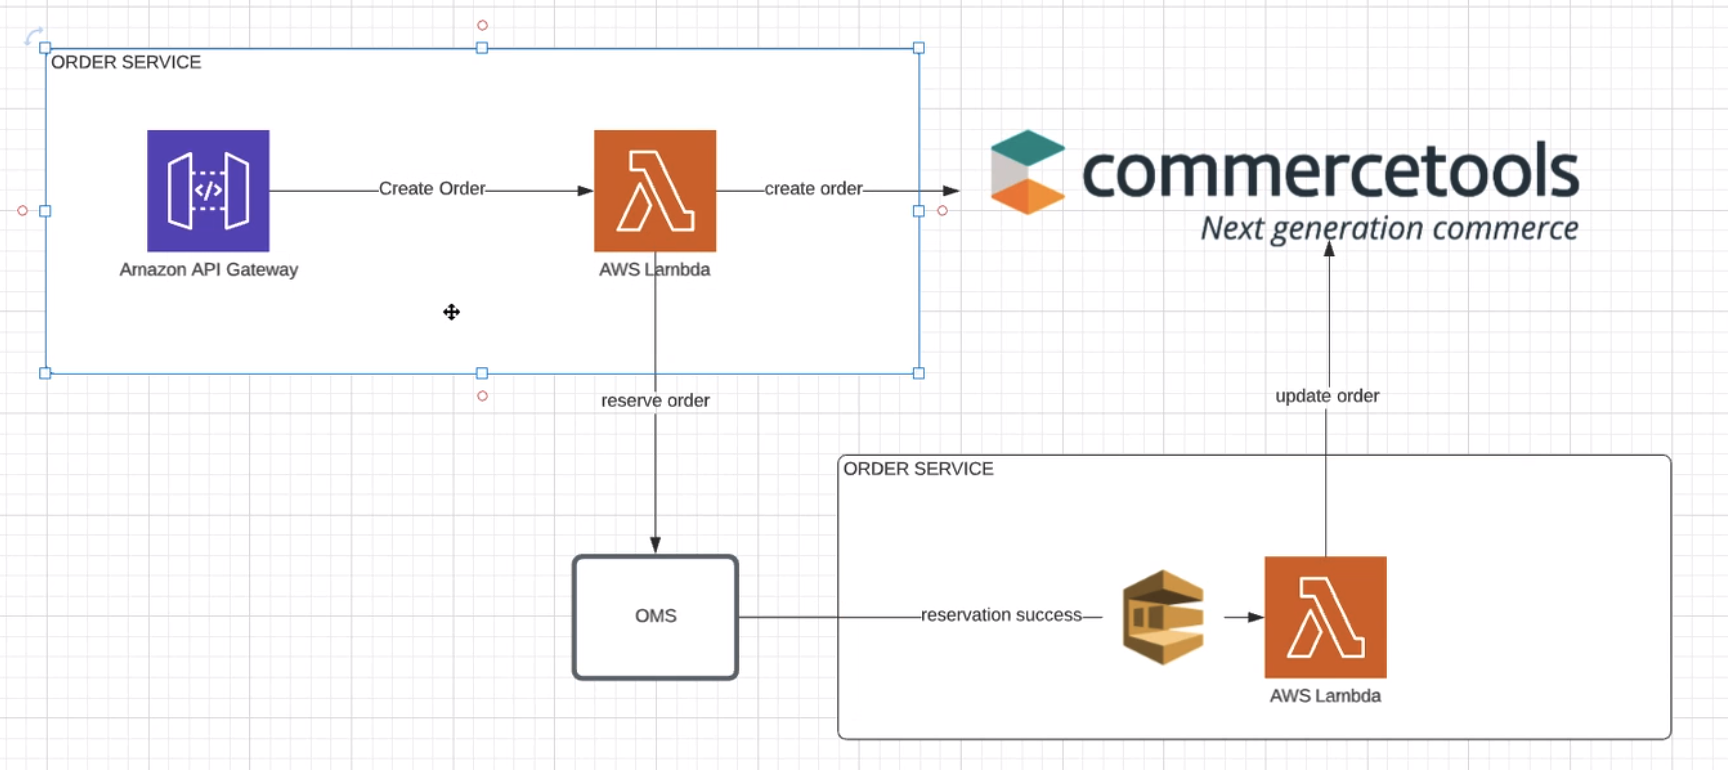 ORDER SERVICE
Create Order
create order
commercetools
Next generation commerce
Amazon API Gateway
AWS Lambda
reserve order
update order
ORDER SERVICE
OMS
reservation success
AWS Lambda